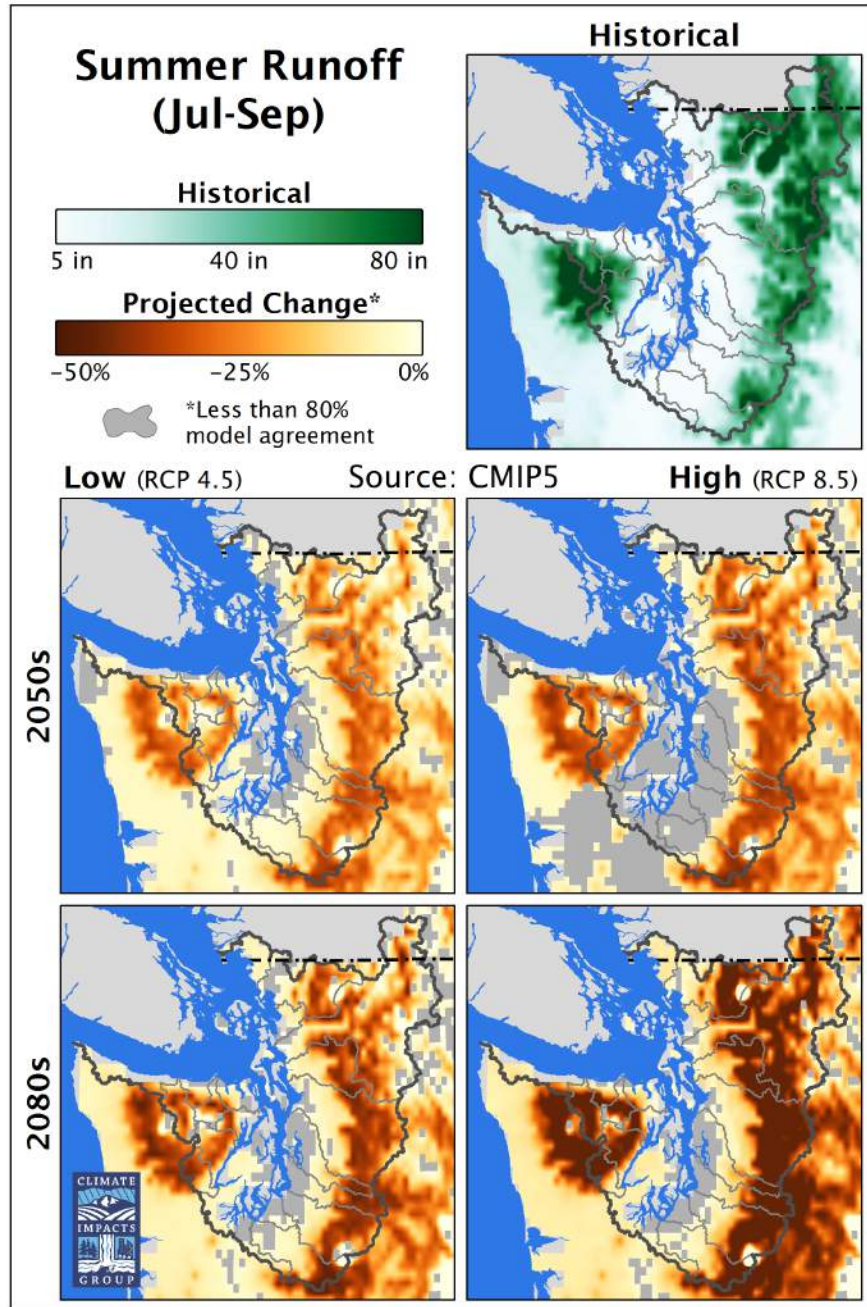 Summer Runoff
(Jul-Sep)
Historical
Historical
5 in 40 in 80 in
Projected Change*
−50% −25% 0%
*Less than 80%
model agreement
Low (RCP 4.5) Source: CMIP5 High (RCP 8.5)
2050s
2080s
CLIMATE
IMPACTS
GROUP